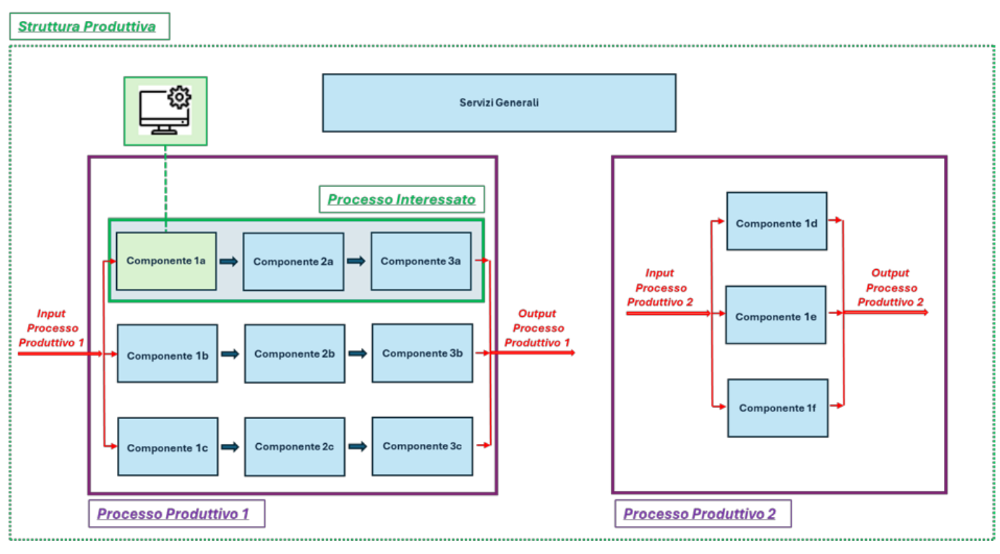 Struttura Produttiva
Servizi Generali
Processo Interessato
Componente 1a
Componente 2a
Componente 3a
Input
Processo
Produttivo 1
Componente 1b
Componente 2b
Componente 3b
Output
Processo
Produttivo 1
Componente 1c
Componente 2c
Componente 3c
Processo Produttivo 1
Componente 1d
Input
Processo
Produttivo 2
Componente 1e
Output
Processo
Produttivo 2
Componente 1f
Processo Produttivo 2